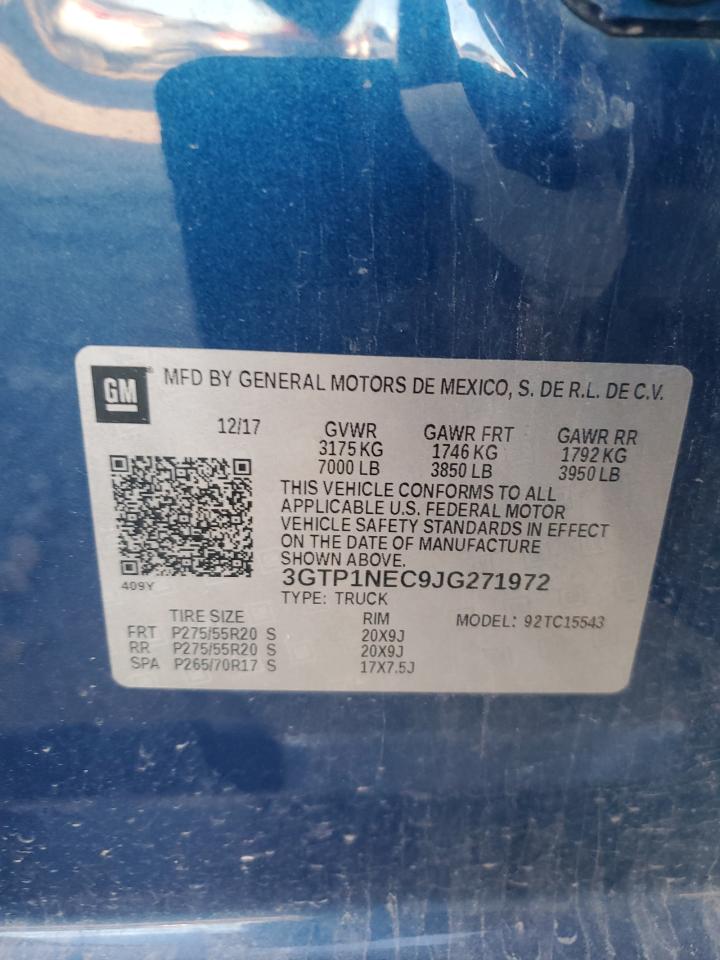 GM
MFD BY GENERAL MOTORS DE MEXICO, S. DE R.L. DE C.V.
12/17 GVWR GAWR FRT GAWR RR
3175 KG 1746 KG 1792 KG
7000 LB 3850 LB 3950 LB
THIS VEHICLE CONFORMS TO ALL
APPLICABLE U.S. FEDERAL MOTOR
VEHICLE SAFETY STANDARDS IN EFFECT
ON THE DATE OF MANUFACTURE
SHOWN ABOVE.
409Y
3GTP1NEC9JG271972
TYPE: TRUCK
TIRE SIZE RIM MODEL: 92TC15543
FRT P275/55R20 S 20X9J
RR P275/55R20 S 20X9J
SPA P265/70R17 S 17X7.5J